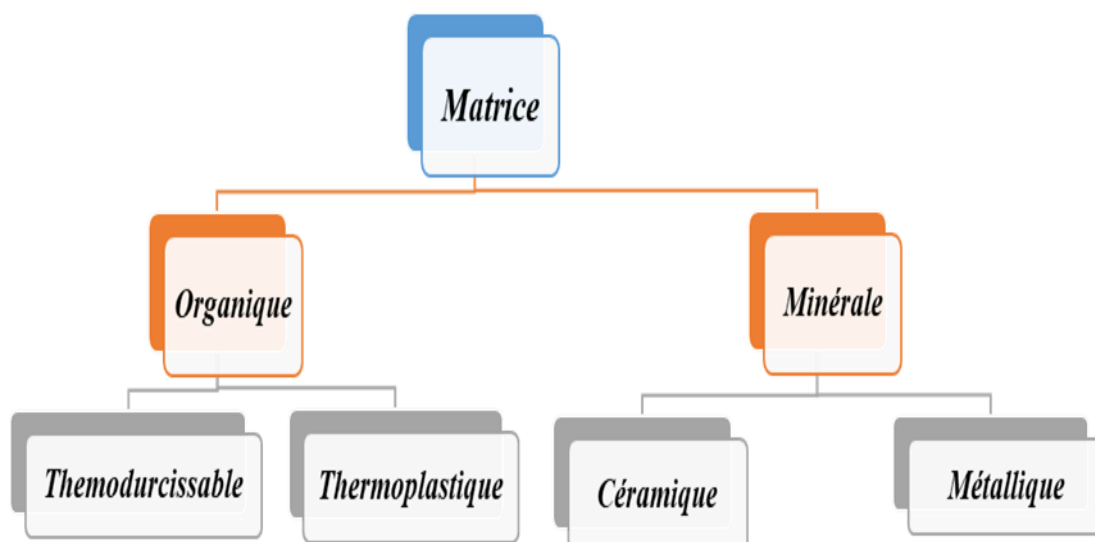 Matrice
Organique
Minérale
Themodurcissable
Thermoplastique
Céramique
Métallique